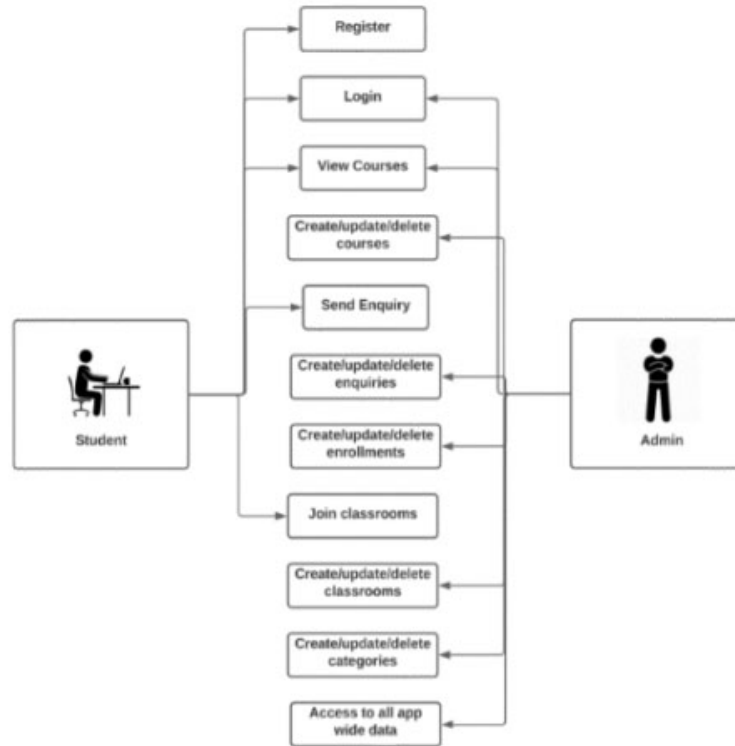 Register
Login
View Courses
Create/update/delete
courses
Send Enquiry
Create/update/delete
enquiries
Student
Admin
Create/update/delete
enrollments
Join classrooms
Create/update/delete
classrooms
Create/update/delete
categories
Access to all app
wide data